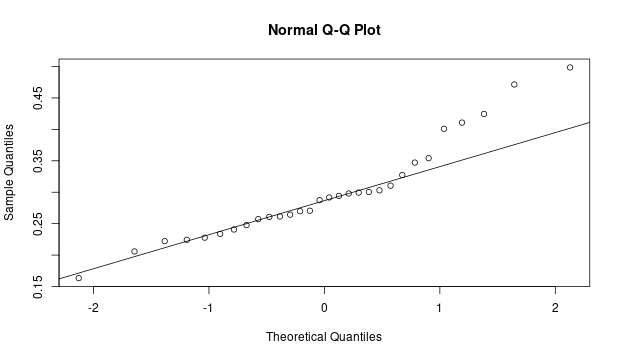 Normal Q-Q Plot
Sample Quantiles
0.45
0.35
0.25
0.15
-2 -1 0 1 2
Theoretical Quantiles